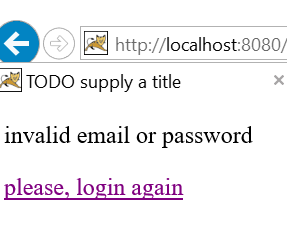 http://localhost:8080/
TODO supply a title
invalid email or password
please, login again